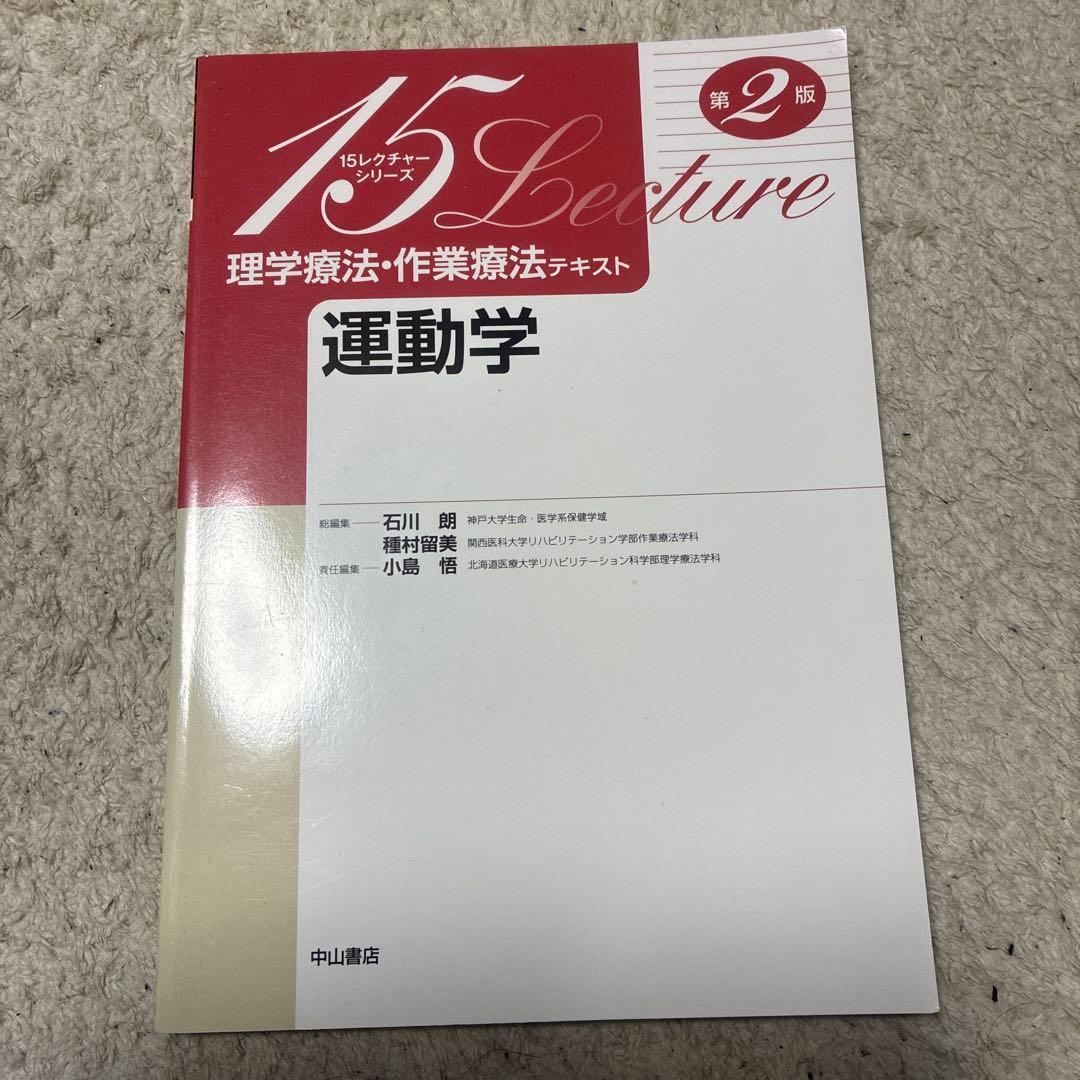 第2版
15 Lecture
15レクチャー
シリーズ
理学療法・作業療法テキスト
運動学
総編集 石川 朗 神戸大学生命・医学系保健学域
種村留美 関西医科大学リハビリテーション学部作業療法学科
責任編集 小島 悟 北海道医療大学リハビリテーション科学部理学療法学科
中山書店